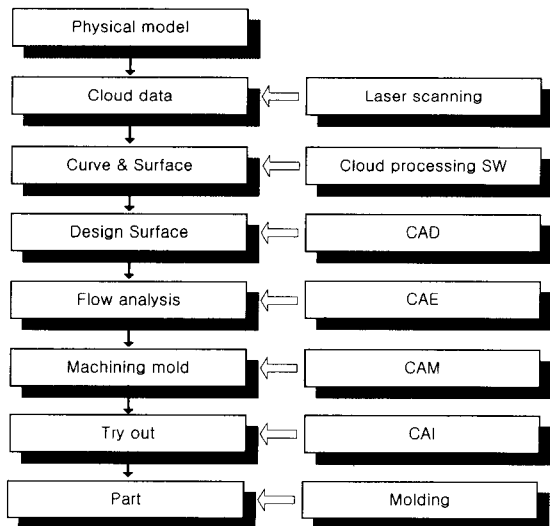 Physical model
Cloud data
Laser scanning
Curve & Surface
Cloud processing SW
Design Surface
CAD
Flow analysis
CAE
Machining mold
CAM
Try out
CAI
Part
Molding